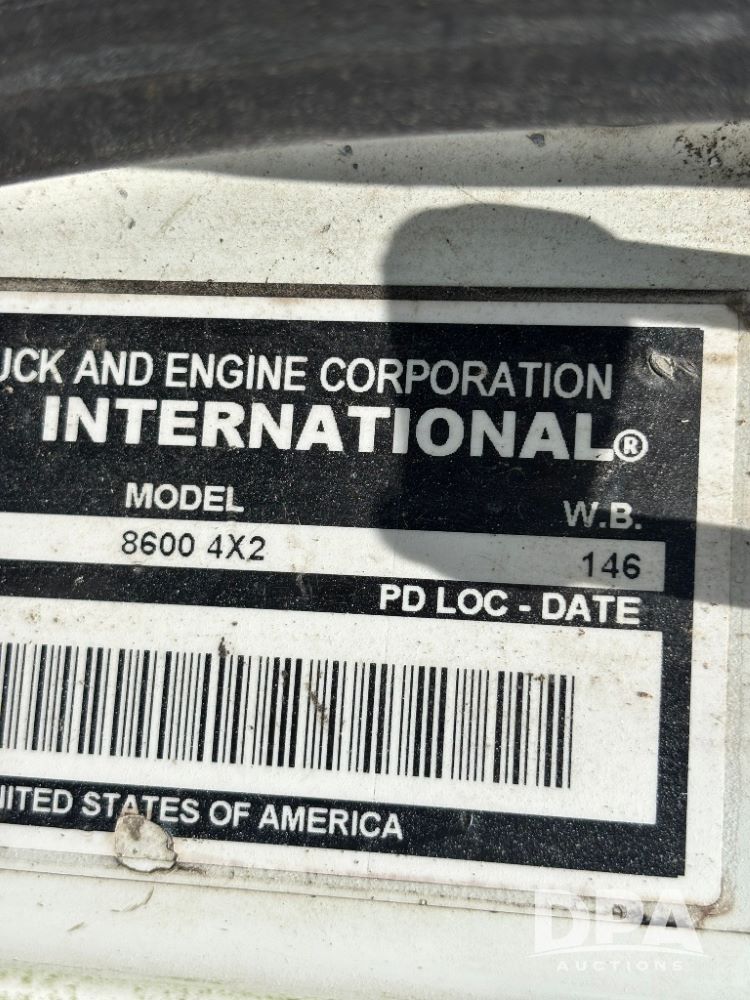 UCK AND ENGINE CORPORATION
INTERNATIONAL®
MODEL W.B.
8600 4X2 146
PD LOC - DATE
NITED STATES OF AMERICA
DPA
AUCTIONS